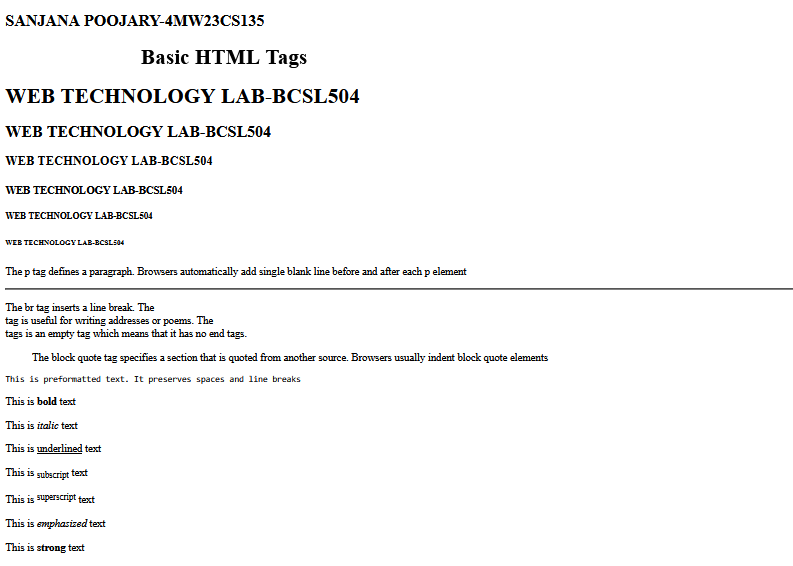 SANJANA POOJARY-4MW23CS135
Basic HTML Tags
WEB TECHNOLOGY LAB-BCSL504
WEB TECHNOLOGY LAB-BCSL504
WEB TECHNOLOGY LAB-BCSL504
WEB TECHNOLOGY LAB-BCSL504
WEB TECHNOLOGY LAB-BCSL504
WEB TECHNOLOGY LAB-BCSL504
The p tag defines a paragraph. Browsers automatically add single blank line before and after each p element
The br tag inserts a line break. The
tag is useful for writing addresses or poems. The
tags is an empty tag which means that it has no end tags.
The block quote tag specifies a section that is quoted from another source. Browsers usually indent block quote elements
This is preformatted text. It preserves spaces and line breaks
This is bold text
This is italic text
This is underlined text
This is subscript text
This is superscript text
This is emphasized text
This is strong text